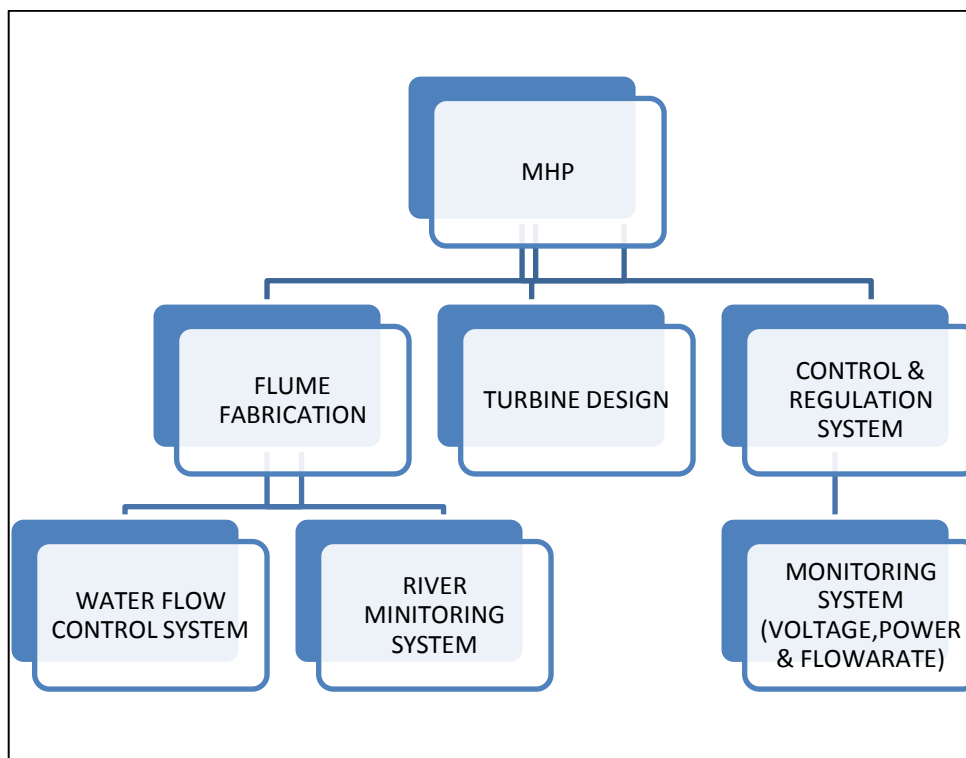 MHP
FLUME
FABRICATION
TURBINE DESIGN
CONTROL &
REGULATION
SYSTEM
WATER FLOW
CONTROL SYSTEM
RIVER
MINITORING
SYSTEM
MONITORING
SYSTEM
(VOLTAGE,POWER
& FLOWARATE)